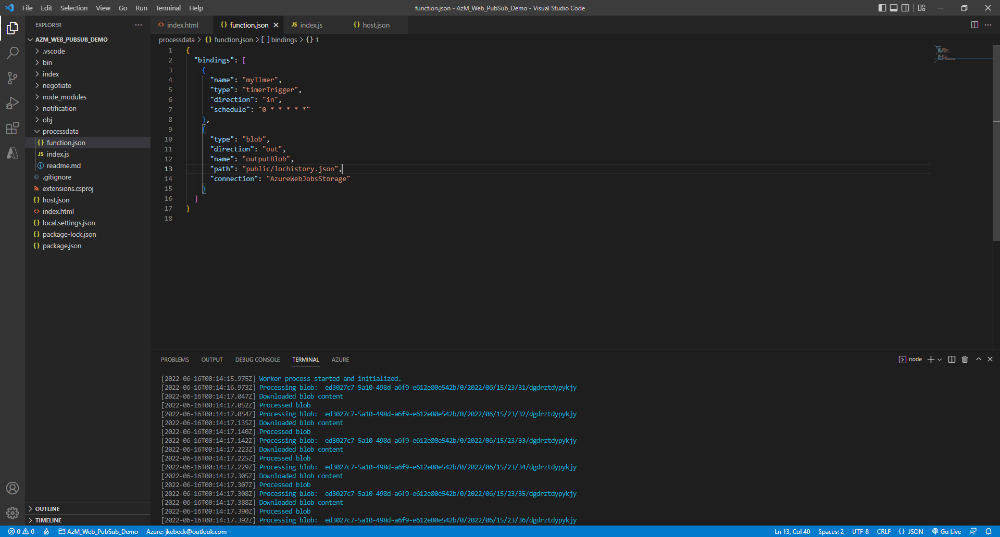 File Edit Selection View Go Run Terminal Help
function.json - AzM_Web_PubSub_Demo - Visual Studio Code
EXPLORER
AZM_WEB_PUBSUB_DEMO
.vscode
bin
index
negotiate
node_modules
notification
obj
processdata
function.json
JS index.js
readme.md
.gitignore
extensions.csproj
host.json
index.html
local.settings.json
package-lock.json
package.json
OUTLINE
TIMELINE
index.html {} function.json JS index.js {} host.json
processdata > {} function.json > [ ] bindings > {} 1
1 {
2 "bindings": [
3 {
4 "name": "myTimer",
5 "type": "timerTrigger",
6 "direction": "in",
7 "schedule": "0 * * * * *"
8 },
9 {
10 "type": "blob",
11 "direction": "out",
12 "name": "outputBlob",
13 "path": "public/lochistory.json",
14 "connection": "AzureWebJobsStorage"
15 }
16 ]
17 }
18
PROBLEMS OUTPUT DEBUG CONSOLE TERMINAL AZURE
node
[2022-06-16T00:14:15.975Z] Worker process started and initialized.
[2022-06-16T00:14:16.973Z] Processing blob:  ed3027c7-5a10-498d-a6f9-e612e80e542b/0/2022/06/15/23/31/dgdrztdypykjy
[2022-06-16T00:14:17.047Z] Downloaded blob content
[2022-06-16T00:14:17.052Z] Processed blob
[2022-06-16T00:14:17.054Z] Processing blob:  ed3027c7-5a10-498d-a6f9-e612e80e542b/0/2022/06/15/23/32/dgdrztdypykjy
[2022-06-16T00:14:17.135Z] Downloaded blob content
[2022-06-16T00:14:17.140Z] Processed blob
[2022-06-16T00:14:17.142Z] Processing blob:  ed3027c7-5a10-498d-a6f9-e612e80e542b/0/2022/06/15/23/33/dgdrztdypykjy
[2022-06-16T00:14:17.223Z] Downloaded blob content
[2022-06-16T00:14:17.225Z] Processed blob
[2022-06-16T00:14:17.229Z] Processing blob:  ed3027c7-5a10-498d-a6f9-e612e80e542b/0/2022/06/15/23/34/dgdrztdypykjy
[2022-06-16T00:14:17.305Z] Downloaded blob content
[2022-06-16T00:14:17.307Z] Processed blob
[2022-06-16T00:14:17.308Z] Processing blob:  ed3027c7-5a10-498d-a6f9-e612e80e542b/0/2022/06/15/23/35/dgdrztdypykjy
[2022-06-16T00:14:17.388Z] Downloaded blob content
[2022-06-16T00:14:17.390Z] Processed blob
[2022-06-16T00:14:17.392Z] Processing blob:  ed3027c7-5a10-498d-a6f9-e612e80e542b/0/2022/06/15/23/36/dgdrztdypykjy
0 0 AzM_Web_PubSub_Demo Azure: jkebeck@outlook.com Ln 13, Col 40 Spaces: 2 UTF-8 CRLF {} JSON Go Live